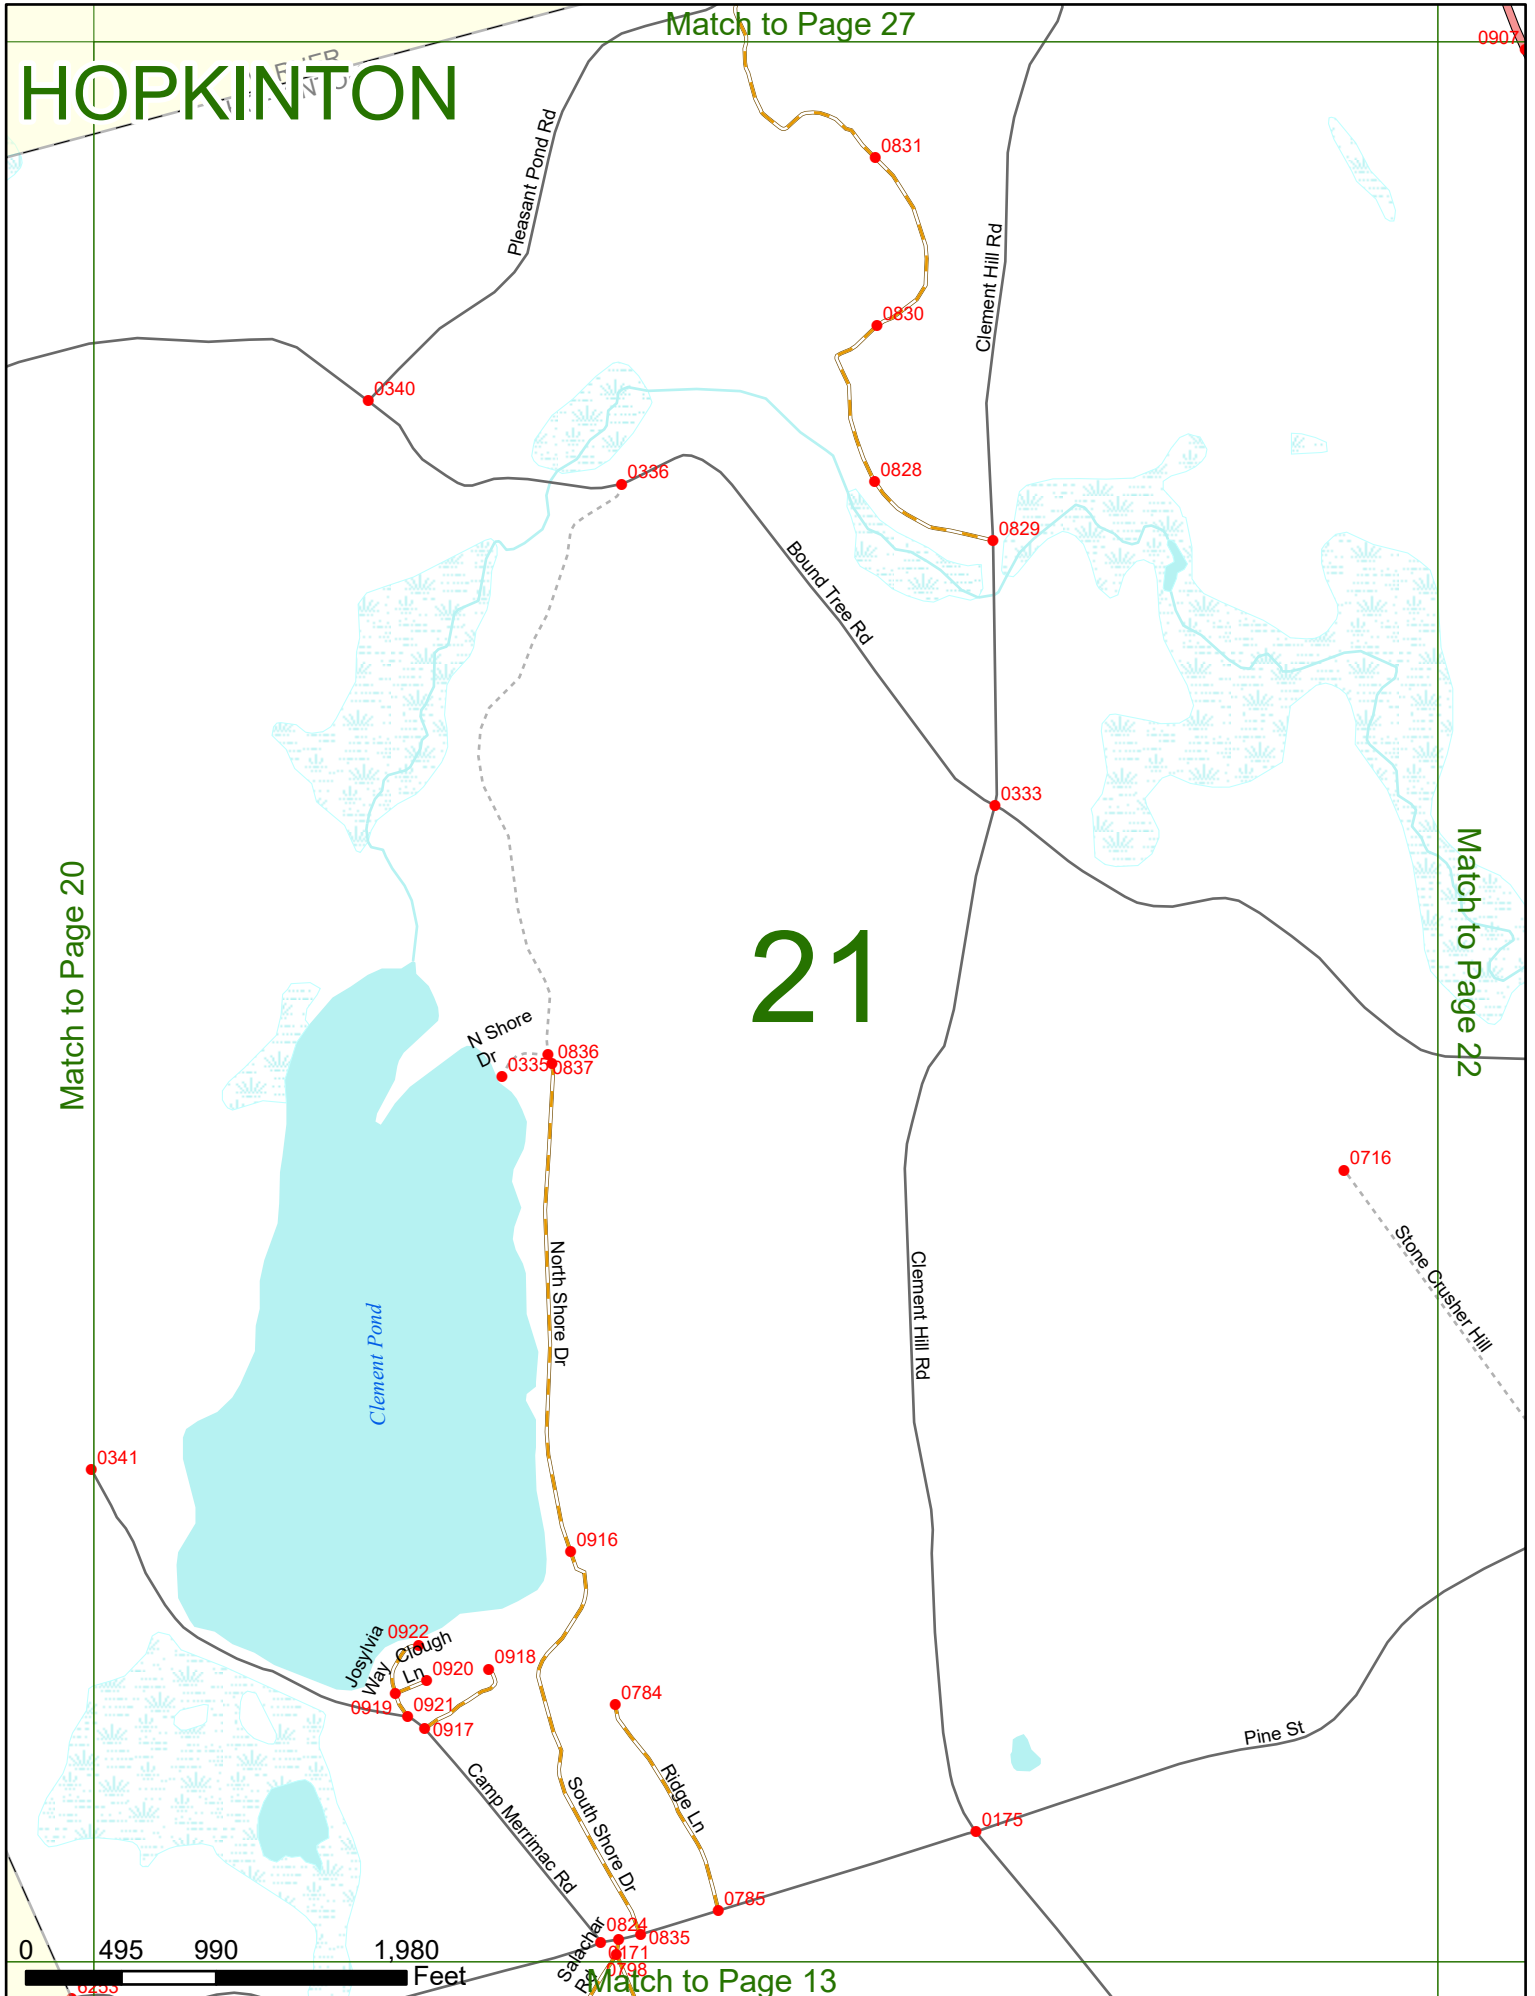 Match to Page 27
0907
HOPKINTON
Pleasant Pond Rd
0831
Clement Hill Rd
0830
0340
0336
0828
0829
Bound Tree Rd
0333
Match to Page 20
21
Match to Page 22
N Shore
Dr
0836
0335
0837
0716
North Shore Dr
Clement Hill Rd
Stone Crusher Hill
Clement Pond
0341
0916
0922
Josylvia
Way
Clough
Ln
0918
0920
0784
0919
0921
0917
Pine St
Camp Merrimac Rd
South Shore Dr
Ridge Ln
0175
0785
0824
0835
Salachar
Rd
0171
0798
0 495 990 1,980
Feet
6253
Match to Page 13